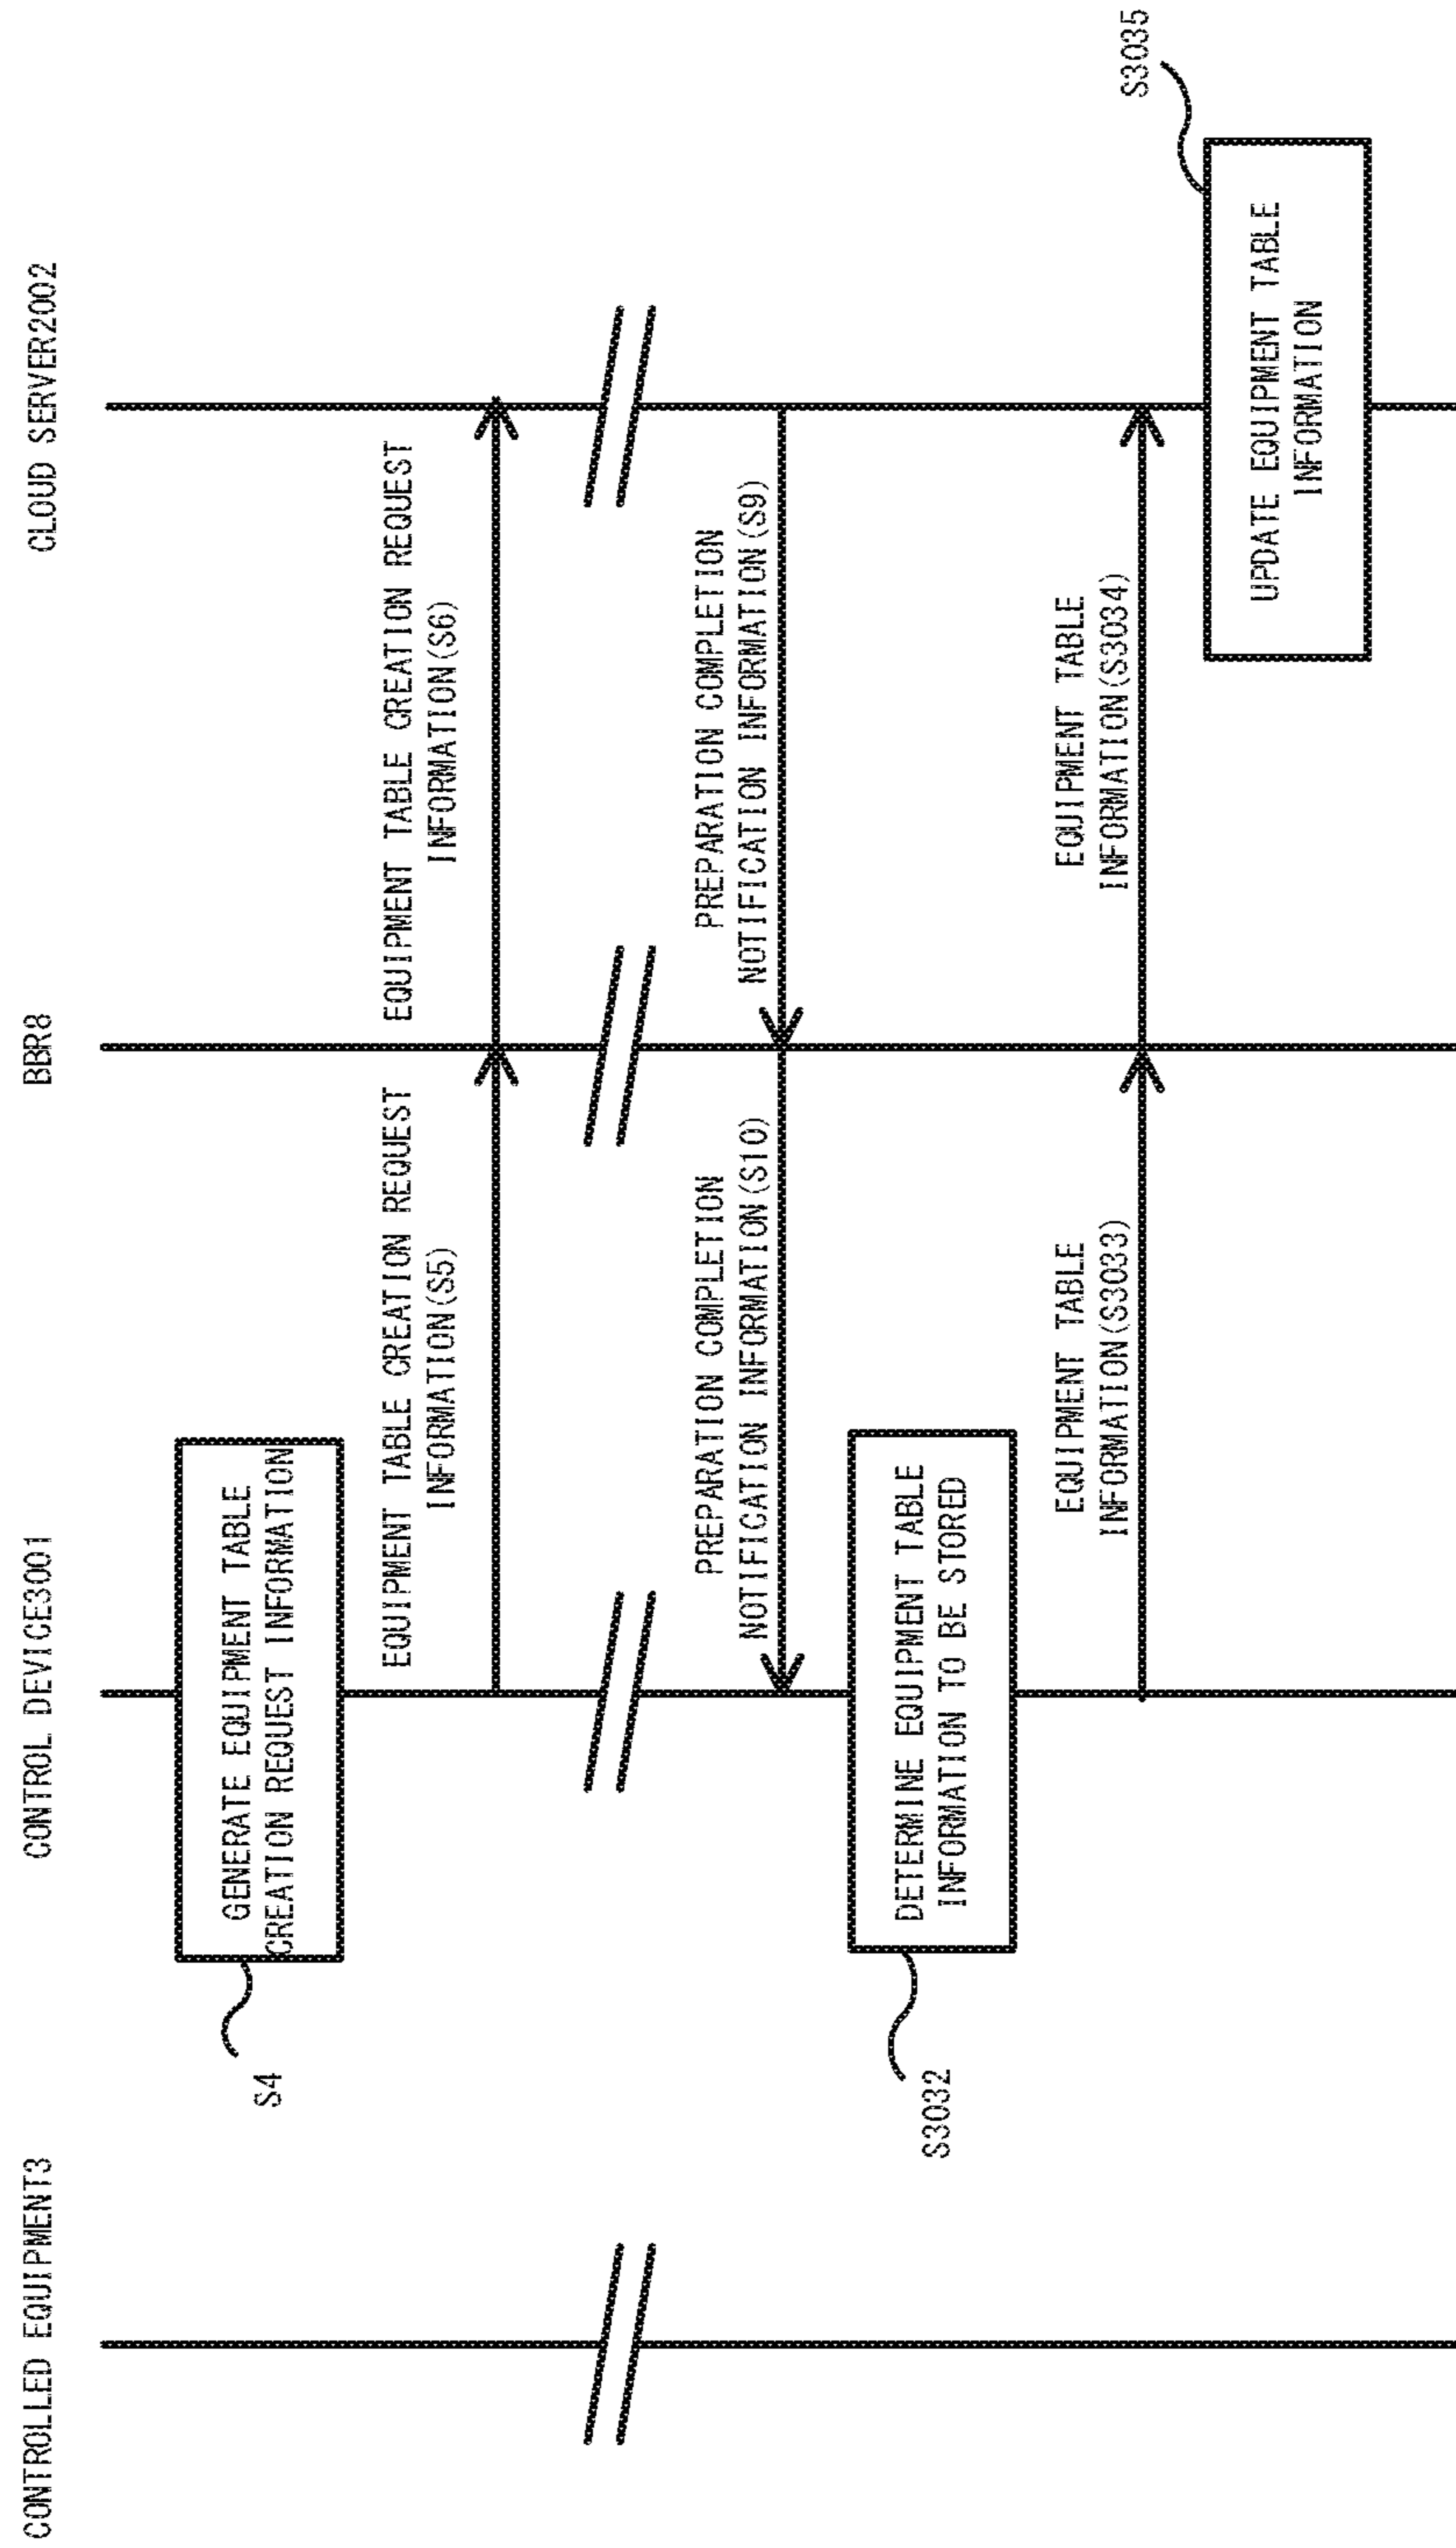 CONTROLLED EQUIPMENT3
CONTROL DEVICE3001
BBR8
CLOUD SERVER2002
S4
GENERATE EQUIPMENT TABLE
CREATION REQUEST INFORMATION
EQUIPMENT TABLE CREATION REQUEST
INFORMATION(S5)
EQUIPMENT TABLE CREATION REQUEST
INFORMATION(S6)
PREPARATION COMPLETION
NOTIFICATION INFORMATION(S10)
PREPARATION COMPLETION
NOTIFICATION INFORMATION(S9)
S3032
DETERMINE EQUIPMENT TABLE
INFORMATION TO BE STORED
EQUIPMENT TABLE
INFORMATION(S3033)
EQUIPMENT TABLE
INFORMATION(S3034)
S3035
UPDATE EQUIPMENT TABLE
INFORMATION